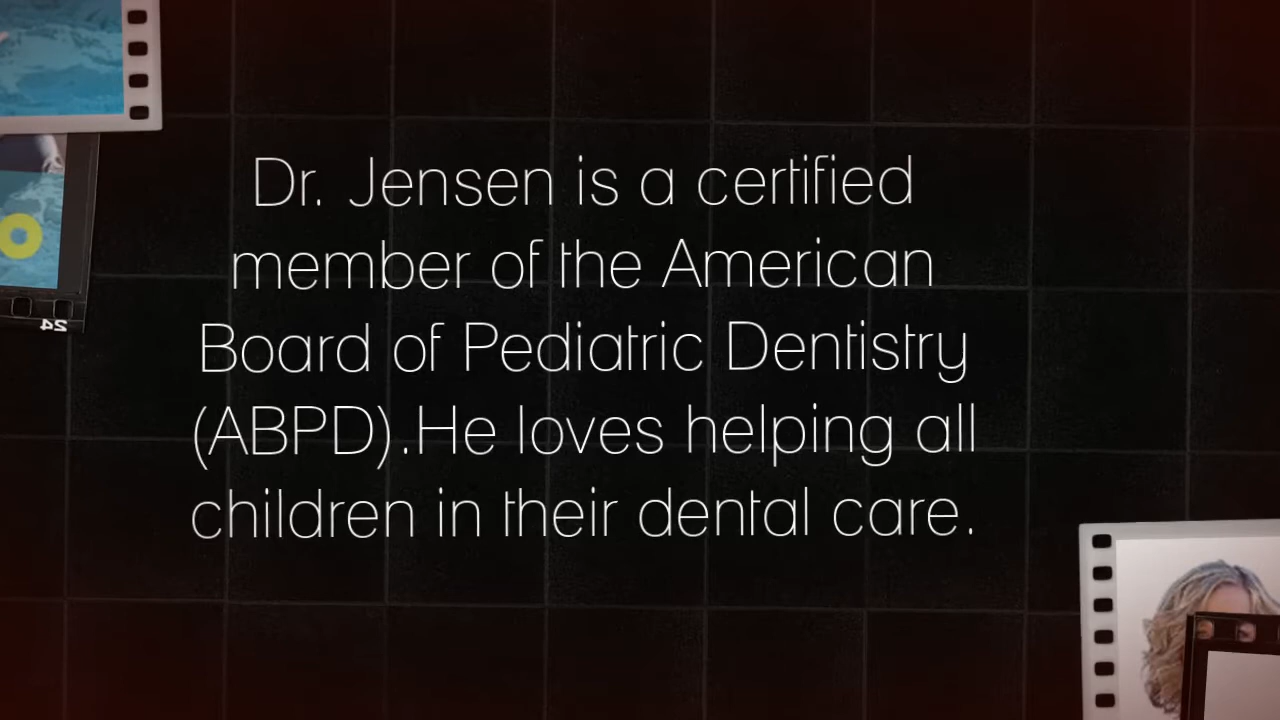 Dr. Jensen is a certified
member of the American
Board of Pediatric Dentistry
(ABPD).He loves helping all
children in their dental care.
24